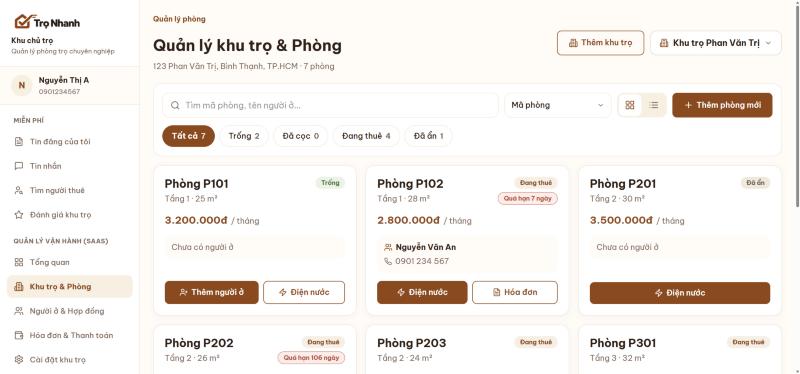 Trọ Nhanh
Khu chủ trọ
Quản lý phòng trọ chuyên nghiệp
N
Nguyễn Thị A
0901234567
MIỄN PHÍ
Tin đăng của tôi
Tin nhắn
Tìm người thuê
Đánh giá khu trọ
QUẢN LÝ VẬN HÀNH (SAAS)
Tổng quan
Khu trọ & Phòng
Người ở & Hợp đồng
Hóa đơn & Thanh toán
Cài đặt khu trọ
Quản lý phòng
Quản lý khu trọ & Phòng
123 Phan Văn Trị, Bình Thạnh, TP.HCM · 7 phòng
Thêm khu trọ
Khu trọ Phan Văn Trị
Tìm mã phòng, tên người ở...
Mã phòng
Thêm phòng mới
Tất cả 7
Trống 2
Đã cọc 0
Đang thuê 4
Đã ẩn 1
Phòng P101
Trống
Tầng 1 · 25 m²
3.200.000đ / tháng
Chưa có người ở
Thêm người ở
Điện nước
Phòng P102
Đang thuê
Tầng 1 · 28 m²
Quá hạn 7 ngày
2.800.000đ / tháng
Nguyễn Văn An
0901 234 567
Điện nước
Hóa đơn
Phòng P201
Đã ẩn
Tầng 2 · 30 m²
3.500.000đ / tháng
Chưa có người ở
Điện nước
Phòng P202
Đang thuê
Tầng 2 · 26 m²
Quá hạn 106 ngày
Phòng P203
Đang thuê
Tầng 2 · 24 m²
Phòng P301
Đang thuê
Tầng 3 · 32 m²